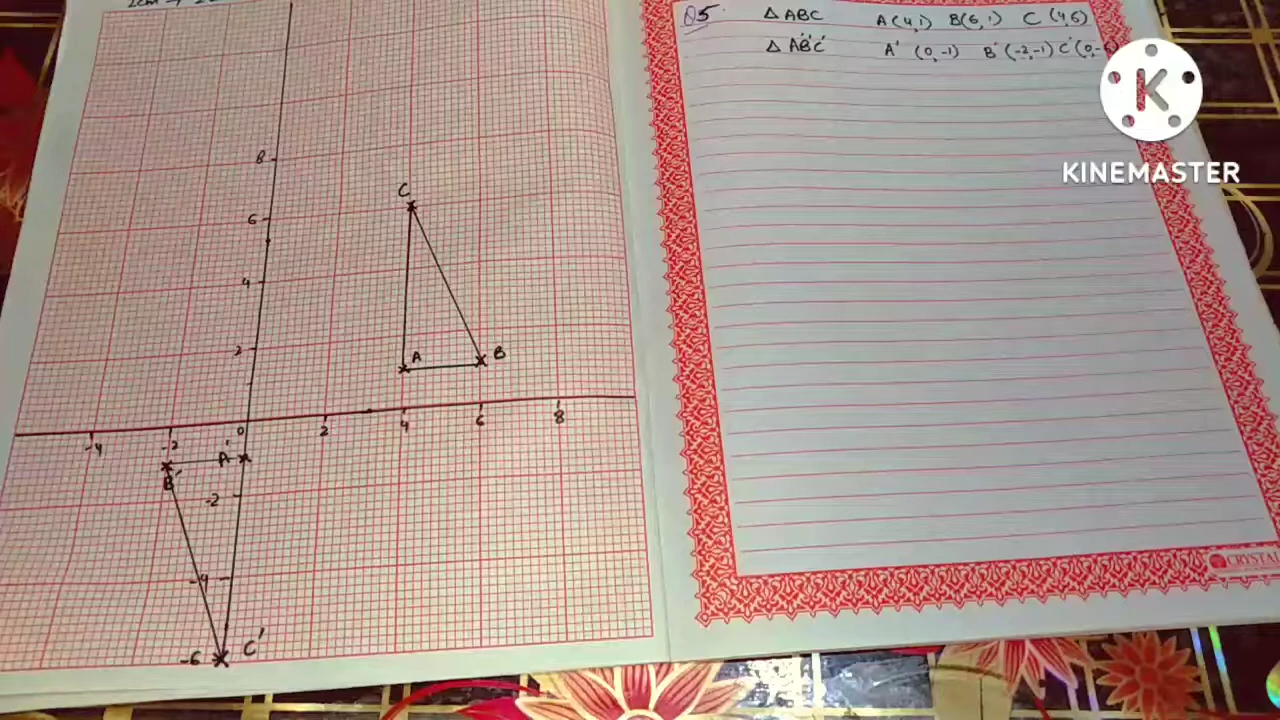 Q5. △ ABC A(4,1) B(6,1) C (4,6)
△ A'B'C' A' (0,-1) B' (-2,-1) C' (0,-6
KINEMASTER
C
8
6
4
2
A
B
-4
-2
0
2
4
6
8
A'
B'
-2
-4
-6
C'
CRYSTAL